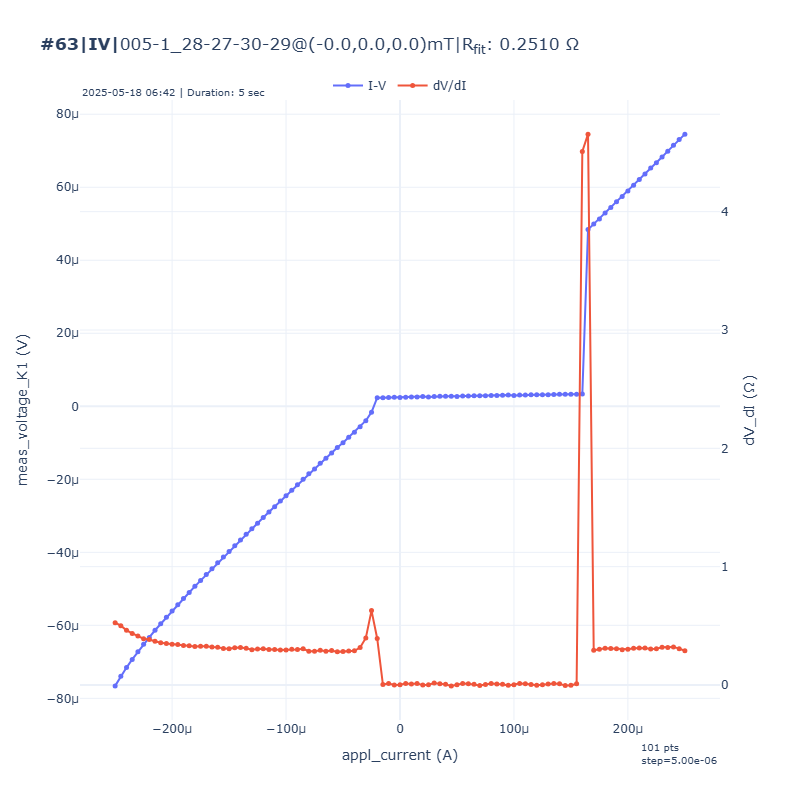 #63|IV|005-1_28-27-30-29@(-0.0,0.0,0.0)mT|Rfit: 0.2510 Ω
2025-05-18 06:42 | Duration: 5 sec
I-V
dV/dI
80µ
60µ
40µ
20µ
0
−20µ
−40µ
−60µ
−80µ
meas_voltage_K1 (V)
4
3
2
1
0
dV_dI (Ω)
−200µ
−100µ
0
100µ
200µ
appl_current (A)
101 pts
step=5.00e-06